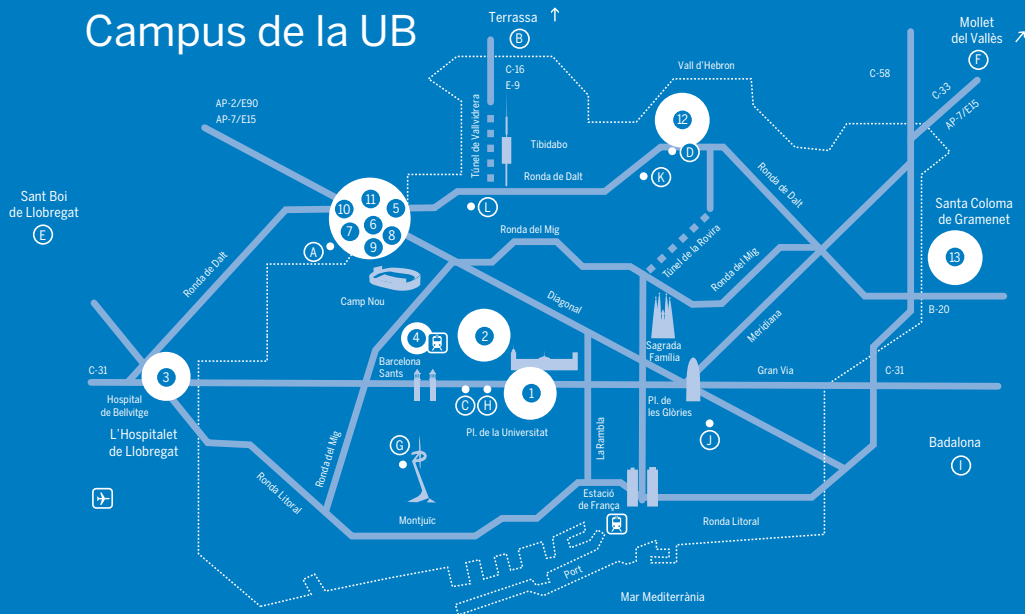 Campus de la UB
Terrassa ↑
B
Mollet
del Vallès ↗
F
C-16
E-9
Vall d'Hebron
C-58
C-33
AP-7/E15
AP-2/E90
AP-7/E15
Túnel de Vallvidrera
Tibidabo
12
D
K
Ronda de Dalt
Ronda de Dalt
Sant Boi
de Llobregat
E
11
10
5
6
7
8
9
A
L
Santa Coloma
de Gramenet
13
Ronda de Dalt
Ronda del Mig
Túnel de la Rovira
Ronda del Mig
Camp Nou
Diagonal
Meridiana
B-20
4
2
Barcelona
Sants
Sagrada
Família
C-31
3
Hospital
de Bellvitge
1
C
H
Gran Via
C-31
Pl. de
les Glòries
J
L'Hospitalet
de Llobregat
Pl. de la Universitat
La Rambla
Badalona
I
G
Ronda del Mig
Ronda Litoral
Montjuïc
Estació
de França
Ronda Litoral
Port
Mar Mediterrània